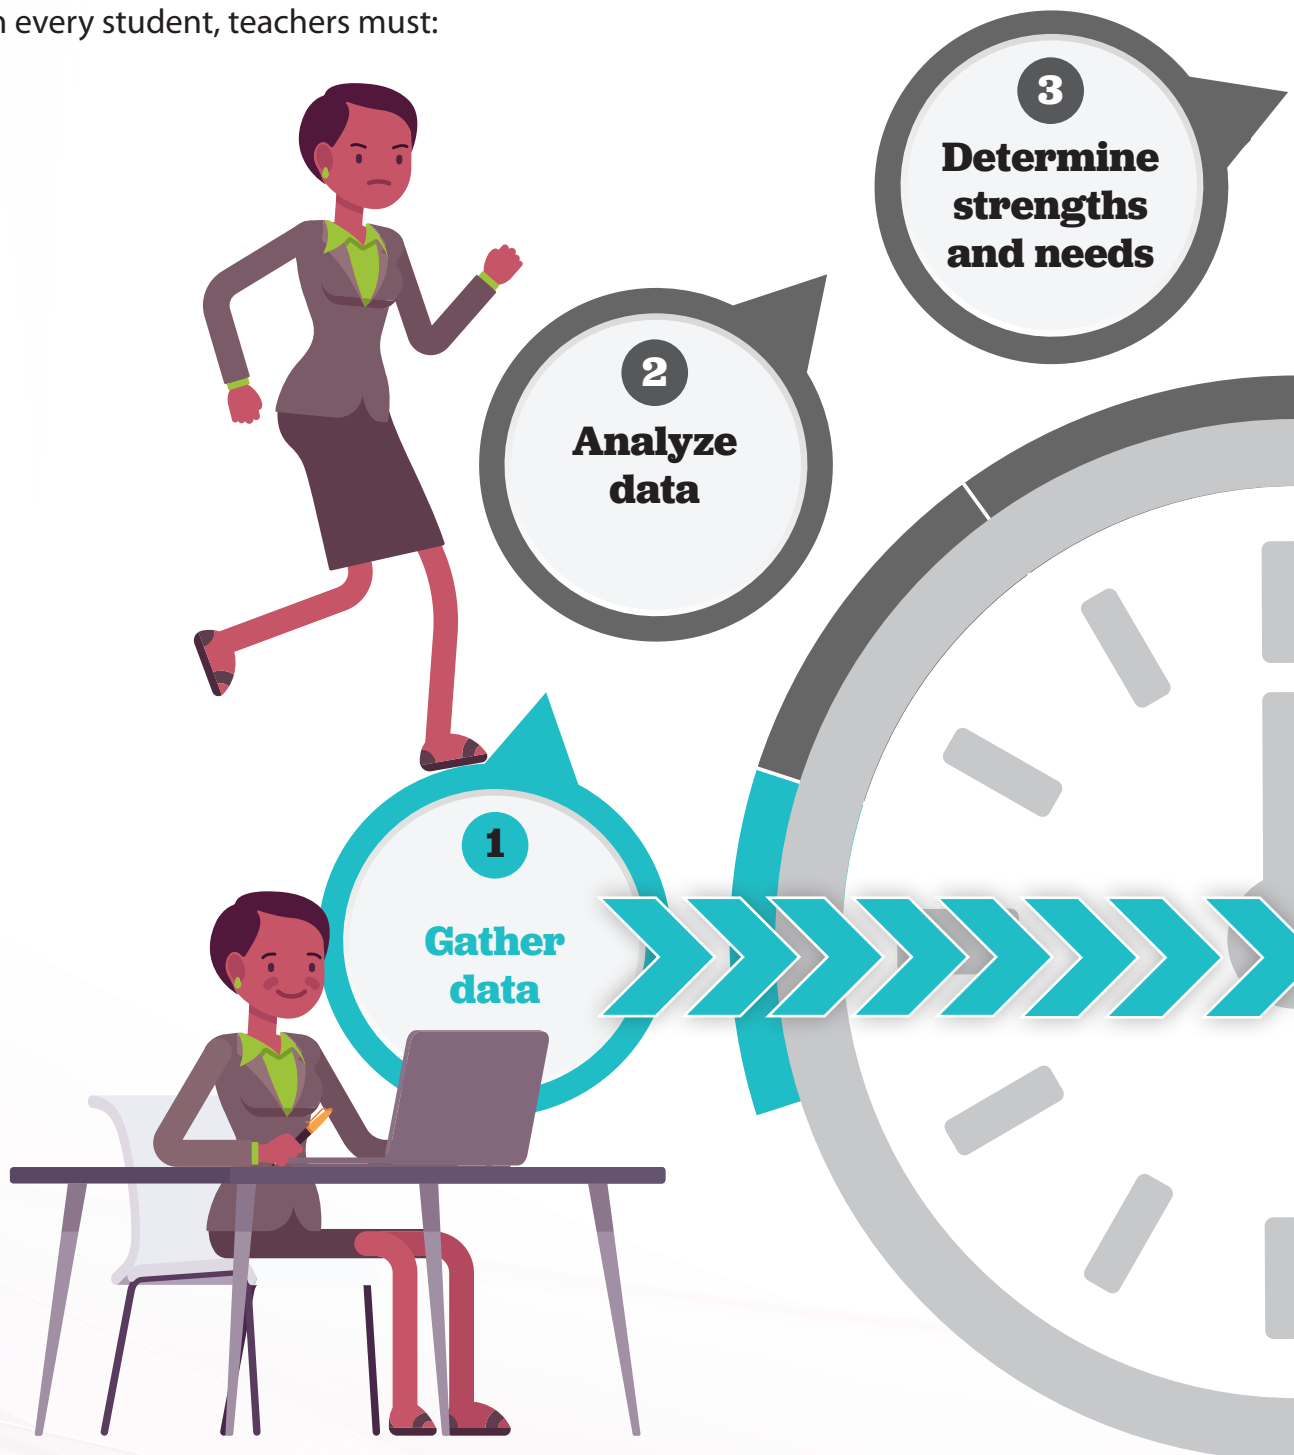 every student, teachers must:
1
Gather
data
2
Analyze
data
3
Determine
strengths
and needs